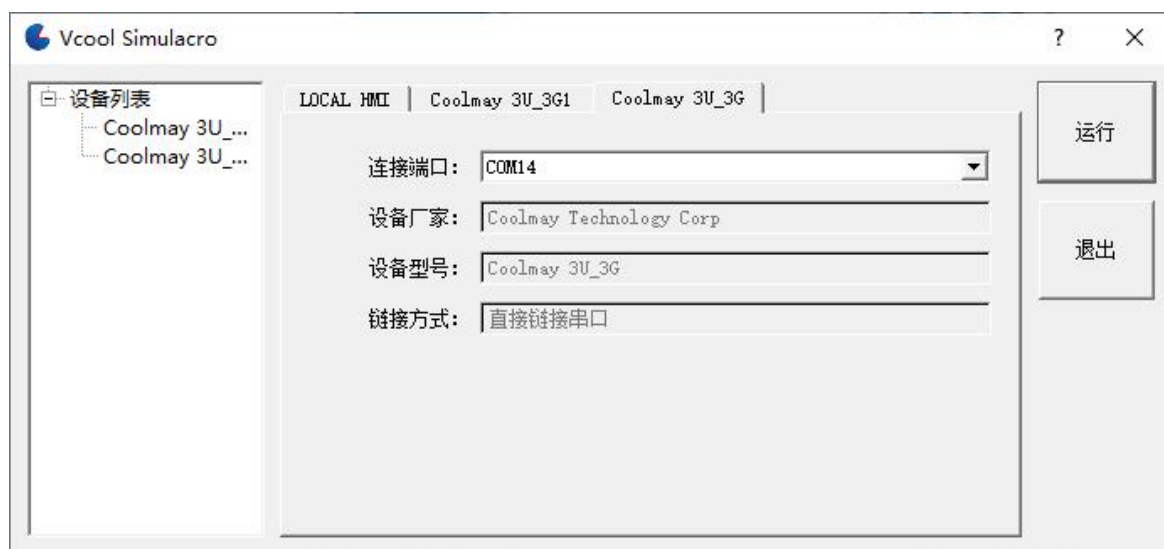 Vcool Simulacro
?
设备列表
Coolmay 3U_...
Coolmay 3U_...
LOCAL HMI
Coolmay 3U_3G1
Coolmay 3U_3G
连接端口:
COM14
设备厂家:
Coolmay Technology Corp
设备型号:
Coolmay 3U_3G
链接方式:
直接链接串口
运行
退出